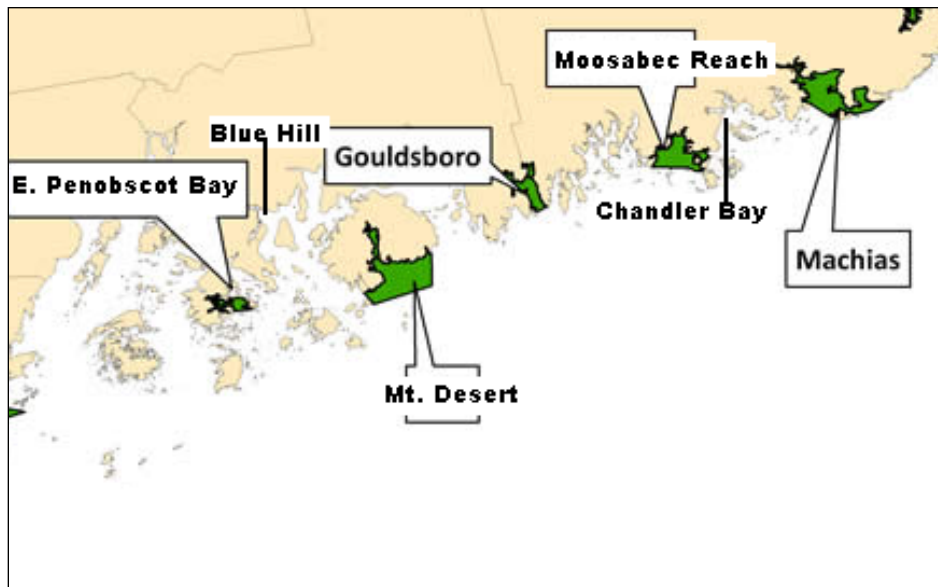 Moosabec Reach
Blue Hill
Gouldsboro
E. Penobscot Bay
Chandler Bay
Machias
Mt. Desert